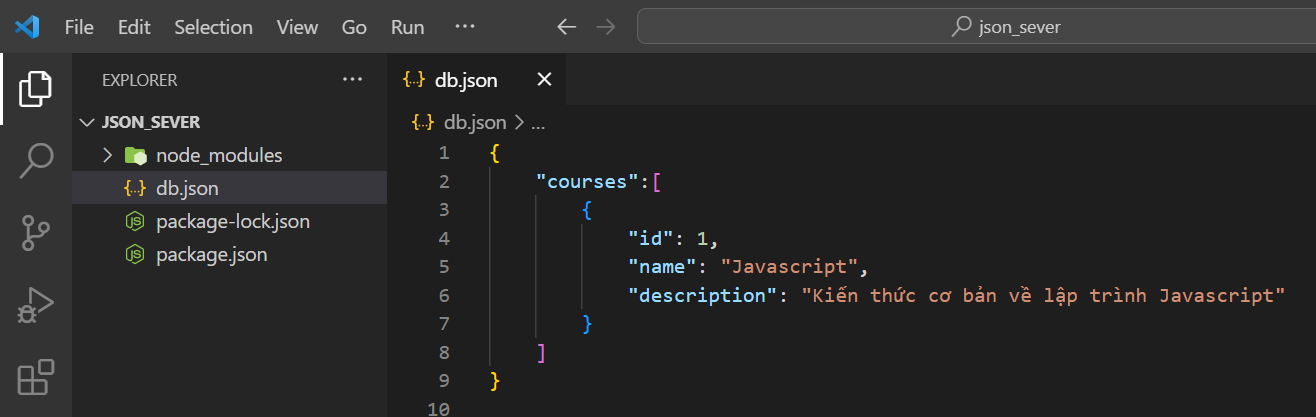 File Edit Selection View Go Run ··· json_sever
EXPLORER ···
JSON_SEVER
node_modules
db.json
package-lock.json
package.json
{..} db.json
{..} db.json > ...
1 {
2 "courses":[
3 {
4 "id": 1,
5 "name": "Javascript",
6 "description": "Kiến thức cơ bản về lập trình Javascript"
7 }
8 ]
9 }
10